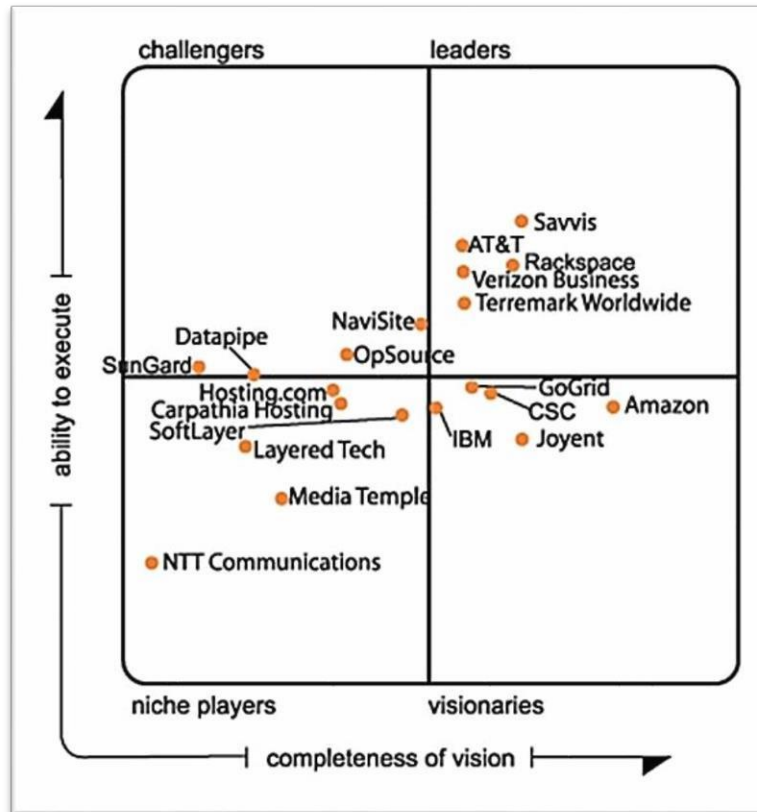 challengers
leaders
Savvis
AT&T
Rackspace
Verizon Business
Terremark Worldwide
NaviSite
Datapipe
OpSource
SunGard
Hosting.com
GoGrid
Carpathia Hosting
CSC
Amazon
SoftLayer
IBM
Joyent
Layered Tech
Media Temple
NTT Communications
ability to execute
niche players
visionaries
completeness of vision